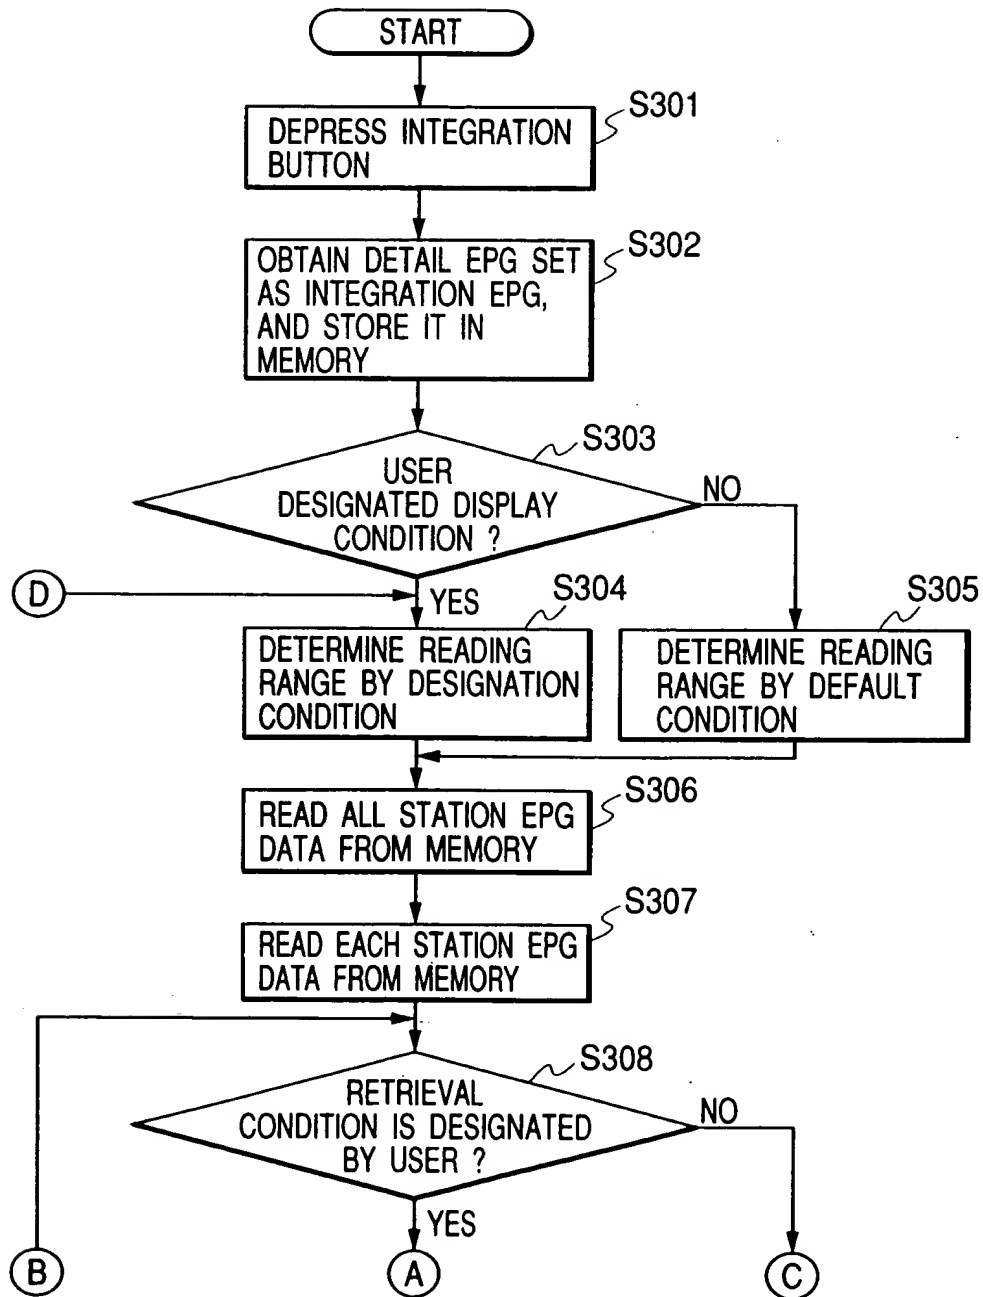 START
S301
DEPRESS INTEGRATION
BUTTON
S302
OBTAIN DETAIL EPG SET
AS INTEGRATION EPG,
AND STORE IT IN
MEMORY
S303
USER
DESIGNATED DISPLAY
CONDITION ?
NO
D
YES
S304
DETERMINE READING
RANGE BY DESIGNATION
CONDITION
S305
DETERMINE READING
RANGE BY DEFAULT
CONDITION
S306
READ ALL STATION EPG
DATA FROM MEMORY
S307
READ EACH STATION EPG
DATA FROM MEMORY
S308
RETRIEVAL
CONDITION IS DESIGNATED
BY USER ?
NO
YES
B
A
C